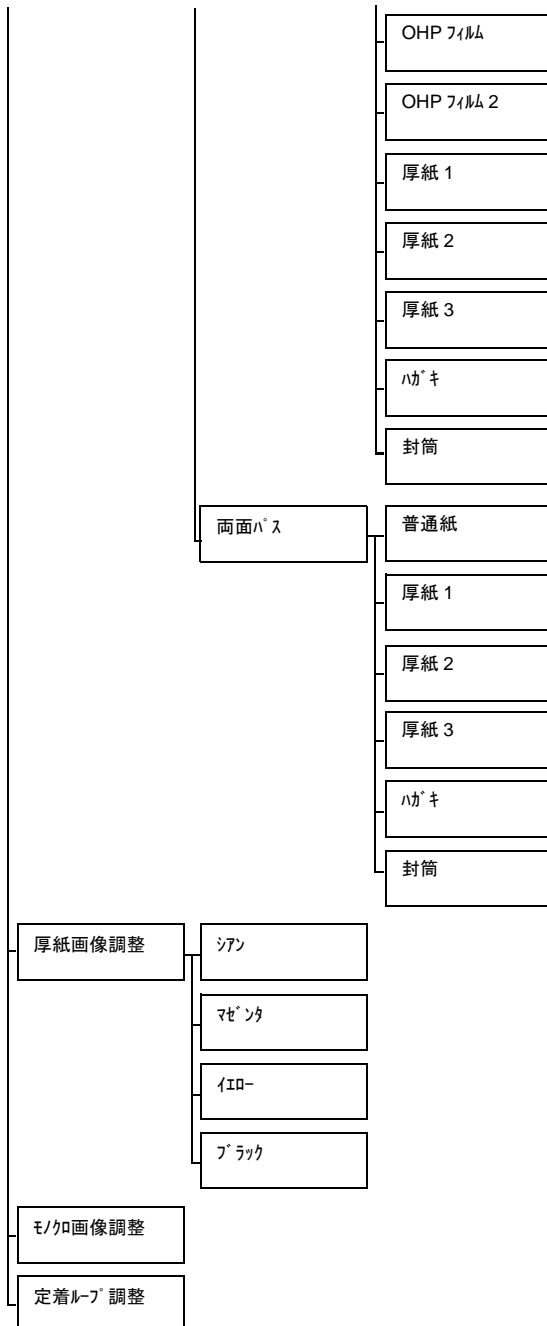 OHP ﾌｨﾙﾑ
OHP ﾌｨﾙﾑ 2
厚紙 1
厚紙 2
厚紙 3
ﾊｶﾞｷ
封筒
両面ﾊﾟｽ
普通紙
厚紙 1
厚紙 2
厚紙 3
ﾊｶﾞｷ
封筒
厚紙画像調整
ｼｱﾝ
ﾏｾﾞﾝﾀ
ｲｴﾛｰ
ﾌﾞﾗｯｸ
ﾓﾉｸﾛ画像調整
定着ﾙｰﾌﾟ調整